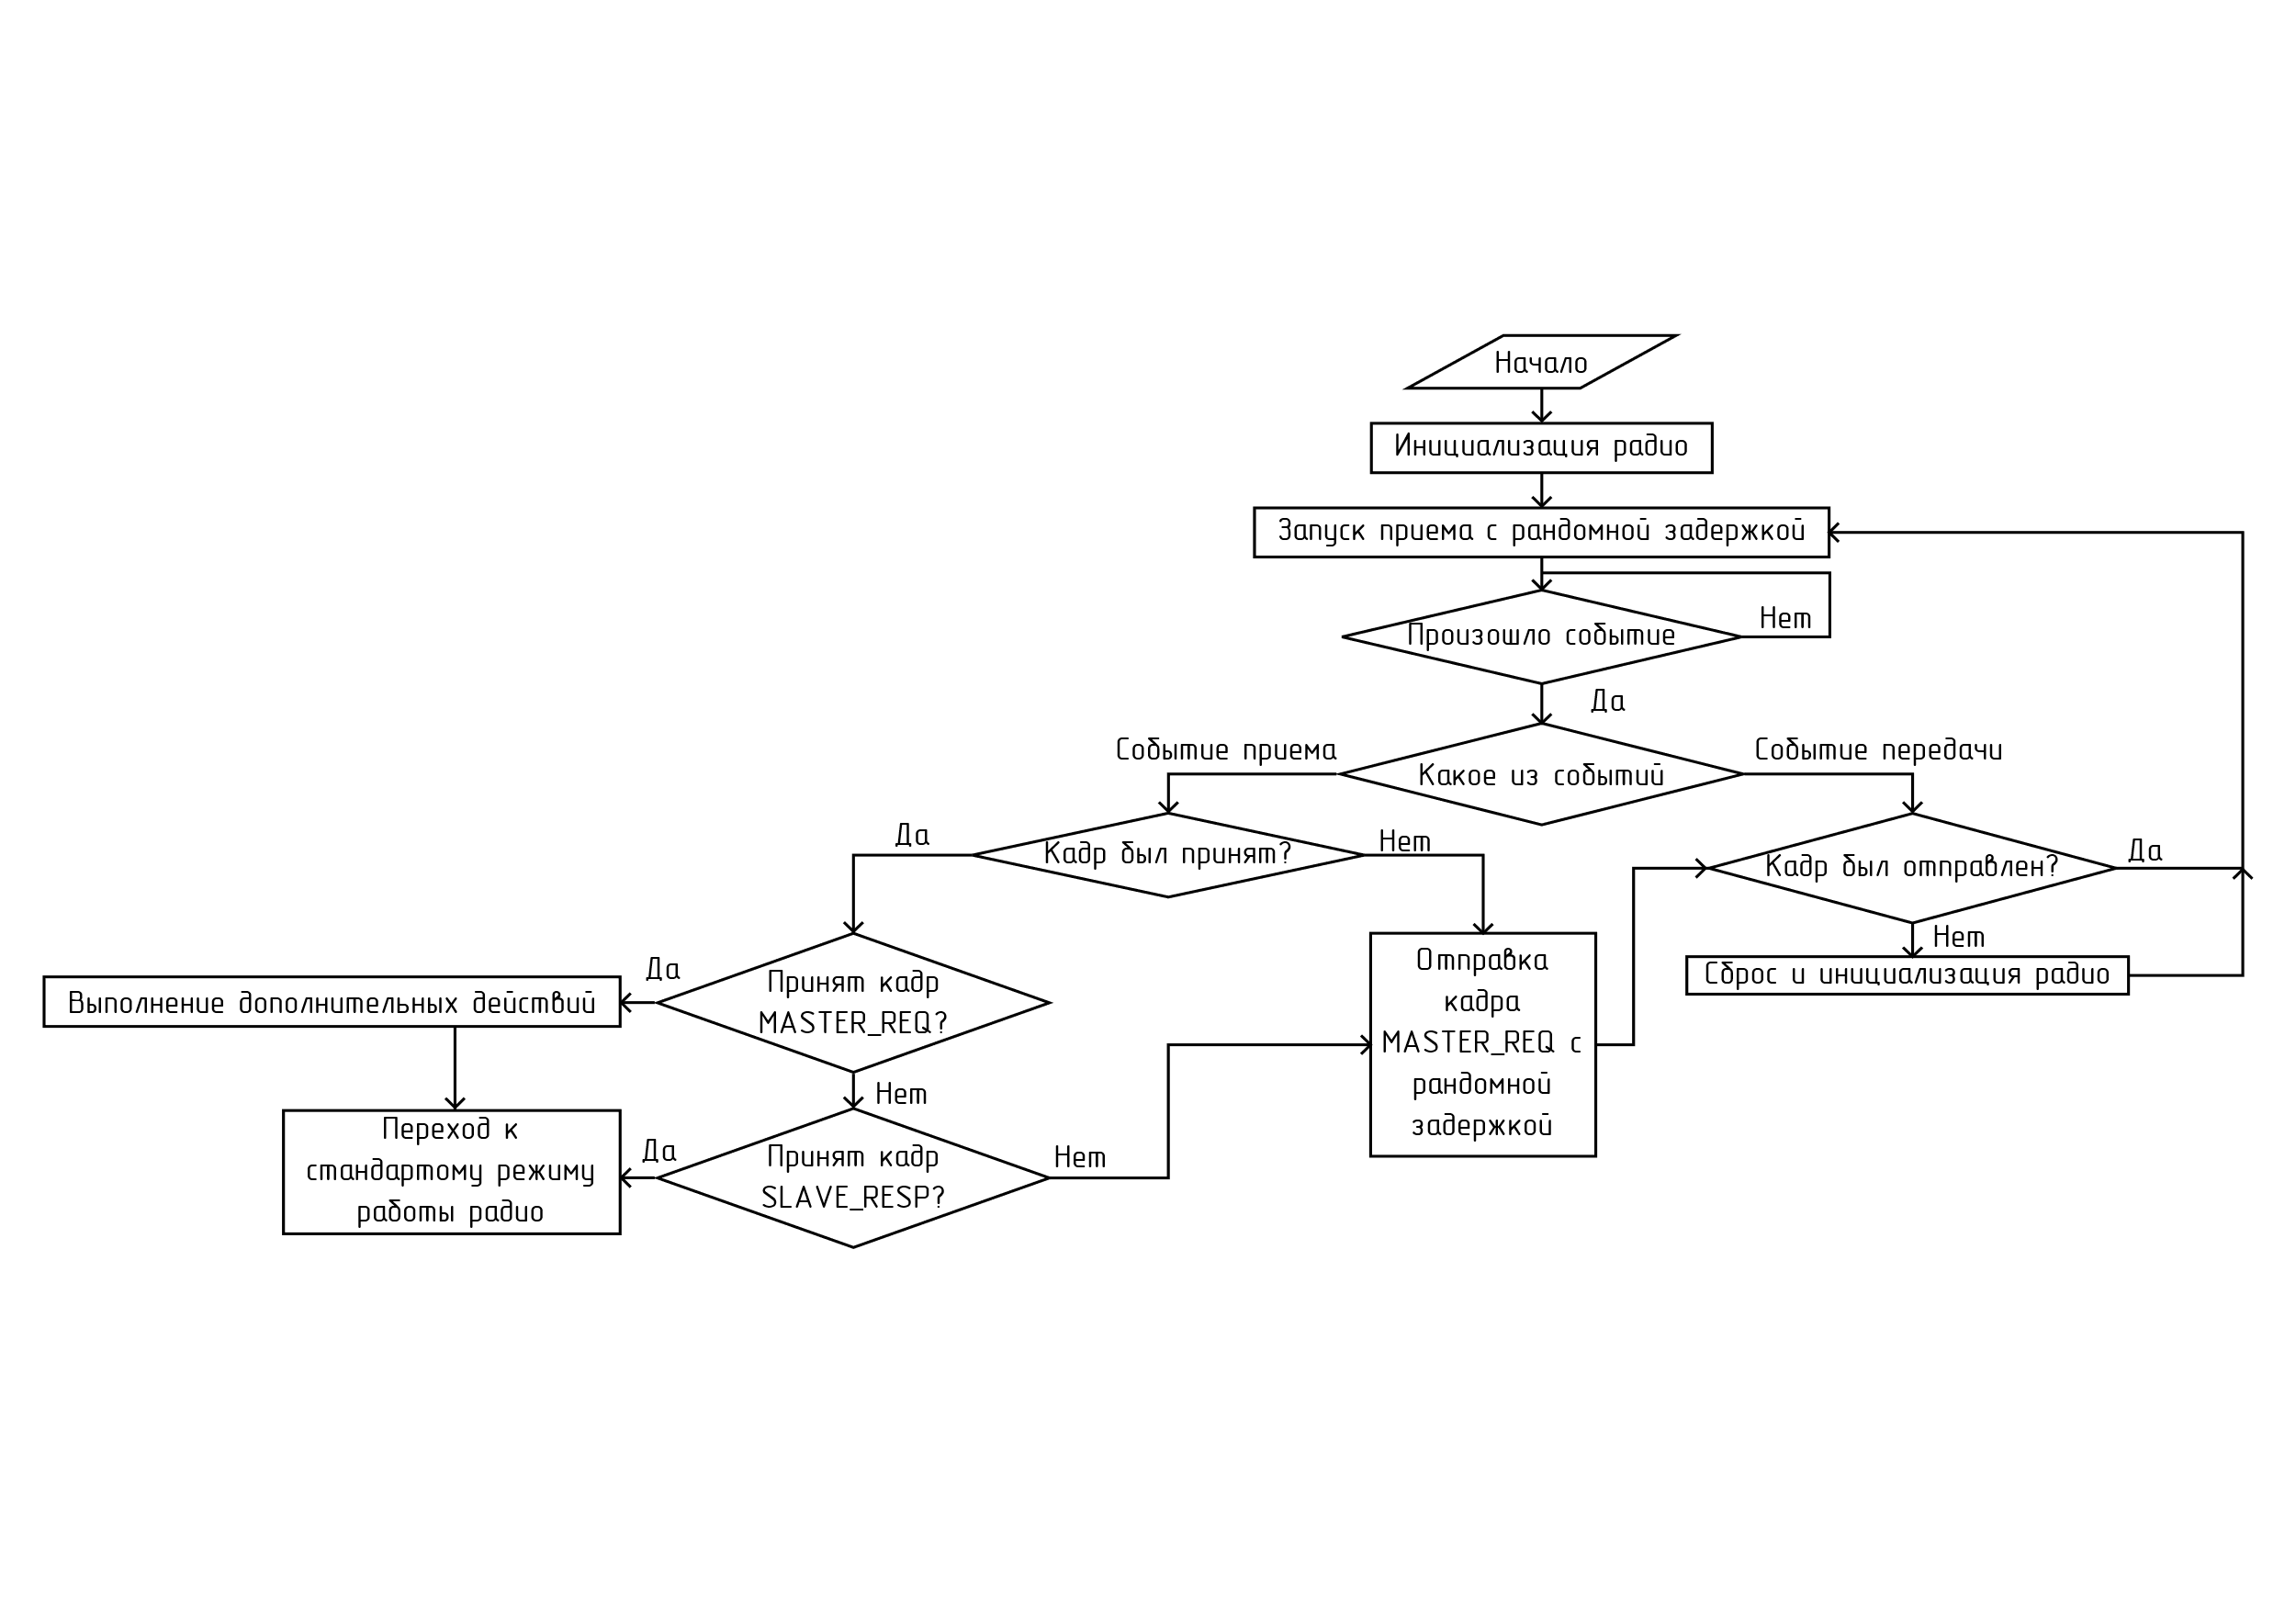 Начало
Инициализация радио
Запуск приема с рандомной задержкой
Произошло событие
Нет
Да
Какое из событий
Событие приема
Событие передачи
Кадр был принят?
Да
Нет
Кадр был отправлен?
Да
Нет
Сброс и инициализация радио
Отправка
кадра
MASTER_REQ с
рандомной
задержкой
Принят кадр
MASTER_REQ?
Да
Нет
Выполнение дополнительных действий
Переход к
стандартому режиму
работы радио
Принят кадр
SLAVE_RESP?
Да
Нет